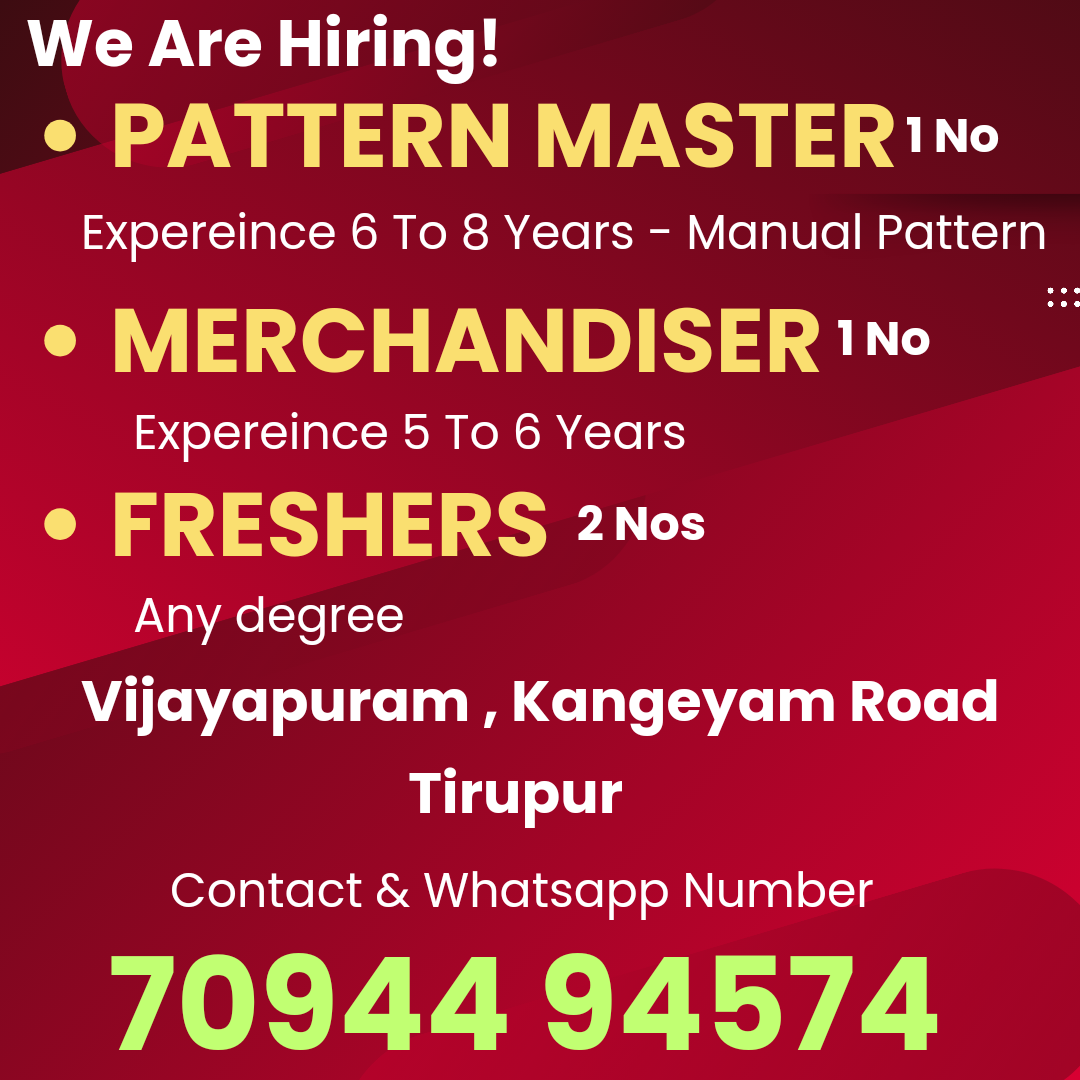 We Are Hiring!
• PATTERN MASTER 1 No
Expereince 6 To 8 Years - Manual Pattern
• MERCHANDISER 1 No
Expereince 5 To 6 Years
• FRESHERS 2 Nos
Any degree
Vijayapuram , Kangeyam Road
Tirupur
Contact & Whatsapp Number
70944 94574